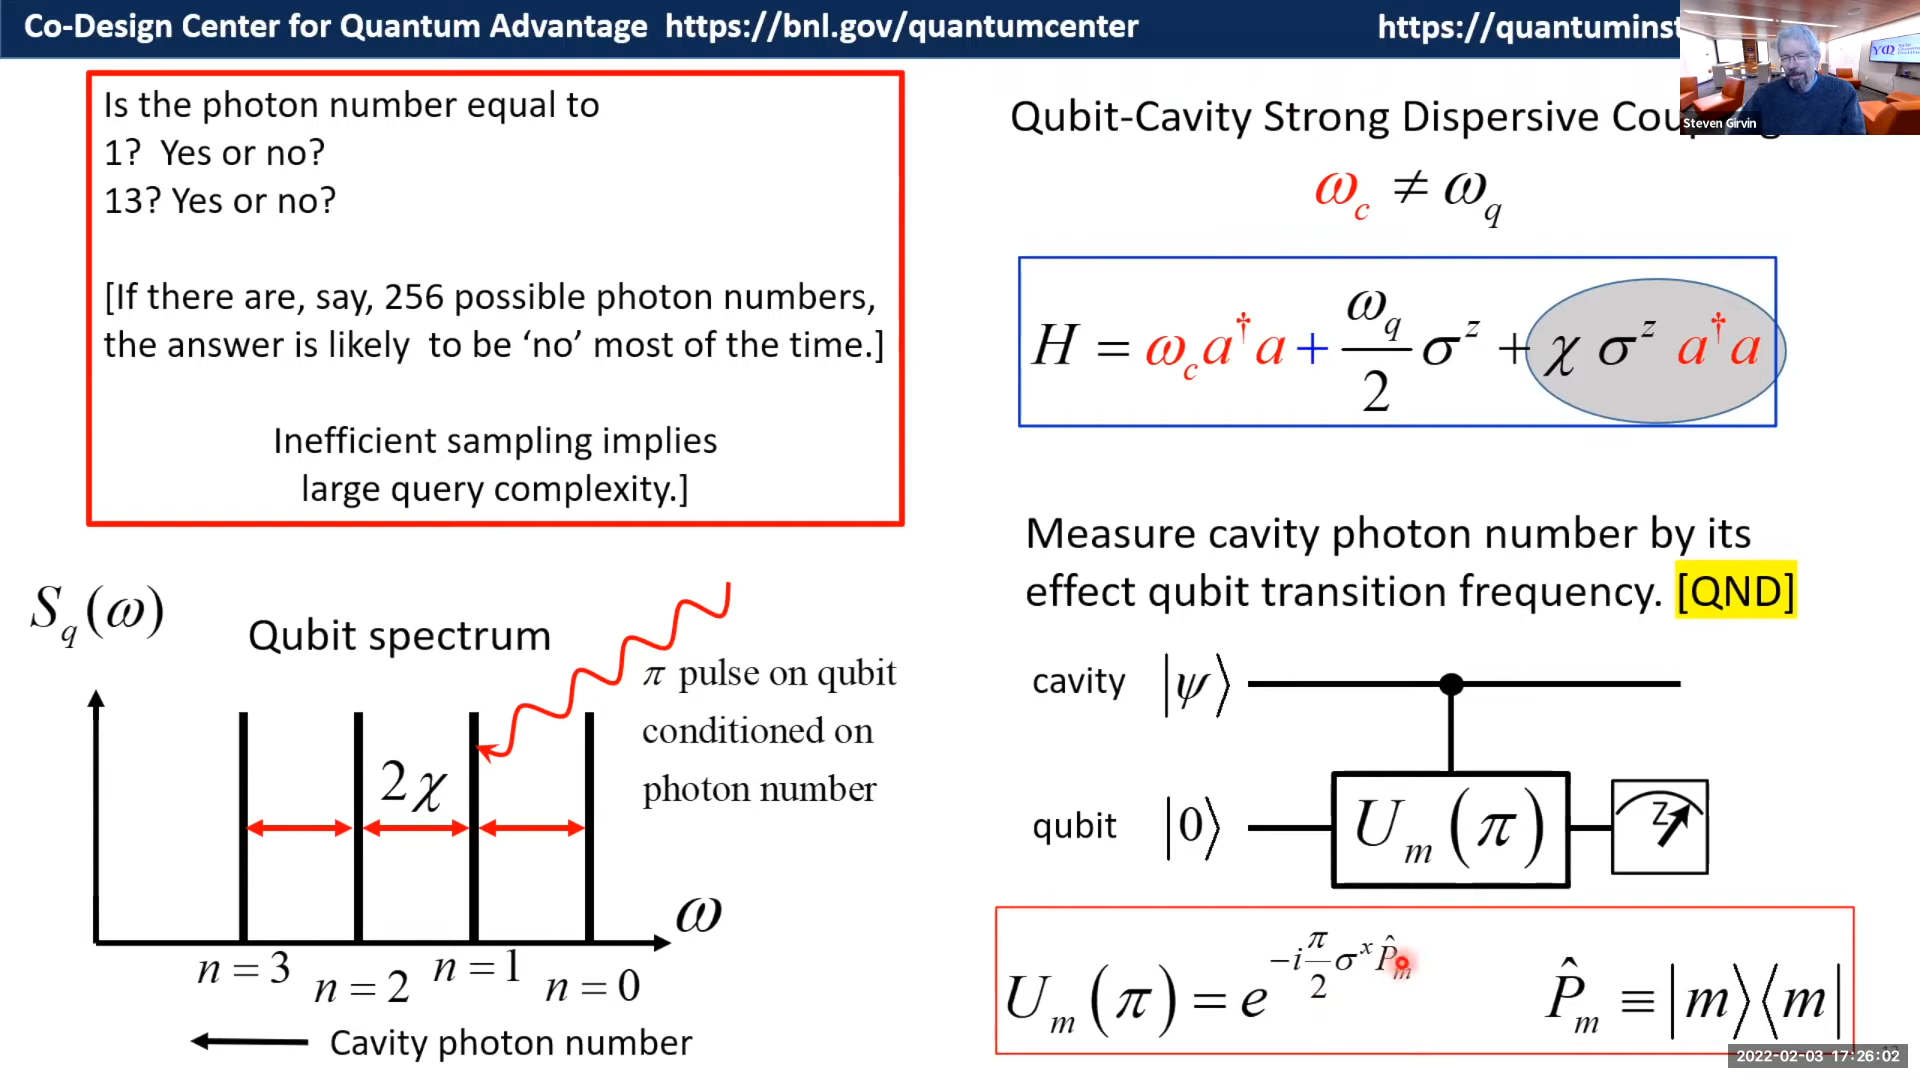 Co-Design Center for Quantum Advantage https://bnl.gov/quantumcenter
https://quantuminst
Steven Girvin
Is the photon number equal to
1? Yes or no?
13? Yes or no?
[If there are, say, 256 possible photon numbers,
the answer is likely to be ‘no’ most of the time.]
Inefficient sampling implies
large query complexity.]
Qubit-Cavity Strong Dispersive Cou
ω_c ≠ ω_q
H = ω_c a†a + ω_q/2 σ^z + χ σ^z a†a
Measure cavity photon number by its
effect qubit transition frequency. [QND]
S_q(ω)
Qubit spectrum
π pulse on qubit
conditioned on
photon number
2χ
ω
n = 3
n = 2
n = 1
n = 0
Cavity photon number
cavity |ψ⟩
qubit |0⟩ U_m(π) Z
U_m(π) = e^{-i π/2 σ^x P̂_m} P̂_m ≡ |m⟩⟨m|
2022-02-03 17:26:02